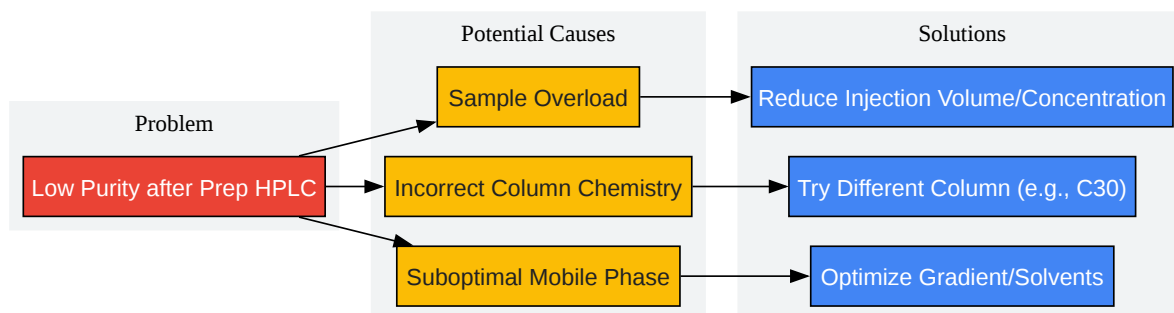 Problem
Low Purity after Prep HPLC
Potential Causes
Sample Overload
Incorrect Column Chemistry
Suboptimal Mobile Phase
Solutions
Reduce Injection Volume/Concentration
Try Different Column (e.g., C30)
Optimize Gradient/Solvents